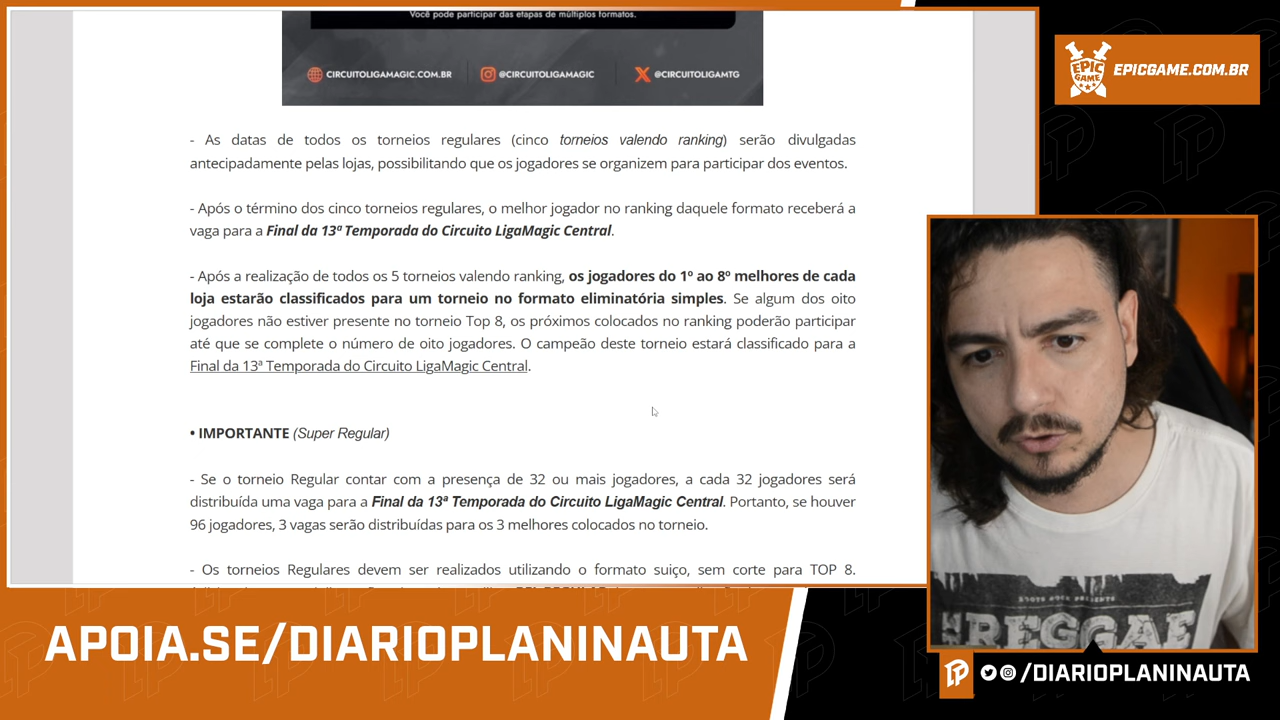 Você pode participar das etapas de múltiplos formatos.
CIRCUITOLIGAMAGIC.COM.BR
@CIRCUITOLIGAMAGIC
@CIRCUITOLIGAMTG
- As datas de todos os torneios regulares (cinco torneios valendo ranking) serão divulgadas
antecipadamente pelas lojas, possibilitando que os jogadores se organizem para participar dos eventos.
- Após o término dos cinco torneios regulares, o melhor jogador no ranking daquele formato receberá a
vaga para a Final da 13ª Temporada do Circuito LigaMagic Central.
- Após a realização de todos os 5 torneios valendo ranking, os jogadores do 1º ao 8º melhores de cada
loja estarão classificados para um torneio no formato eliminatória simples. Se algum dos oito
jogadores não estiver presente no torneio Top 8, os próximos colocados no ranking poderão participar
até que se complete o número de oito jogadores. O campeão deste torneio estará classificado para a
Final da 13ª Temporada do Circuito LigaMagic Central.
• IMPORTANTE (Super Regular)
- Se o torneio Regular contar com a presença de 32 ou mais jogadores, a cada 32 jogadores será
distribuída uma vaga para a Final da 13ª Temporada do Circuito LigaMagic Central. Portanto, se houver
96 jogadores, 3 vagas serão distribuídas para os 3 melhores colocados no torneio.
- Os torneios Regulares devem ser realizados utilizando o formato suiço, sem corte para TOP 8.
EPIC GAME
EPICGAME.COM.BR
REGGAE
APOIA.SE/DIARIOPLANINAUTA
/DIARIOPLANINAUTA